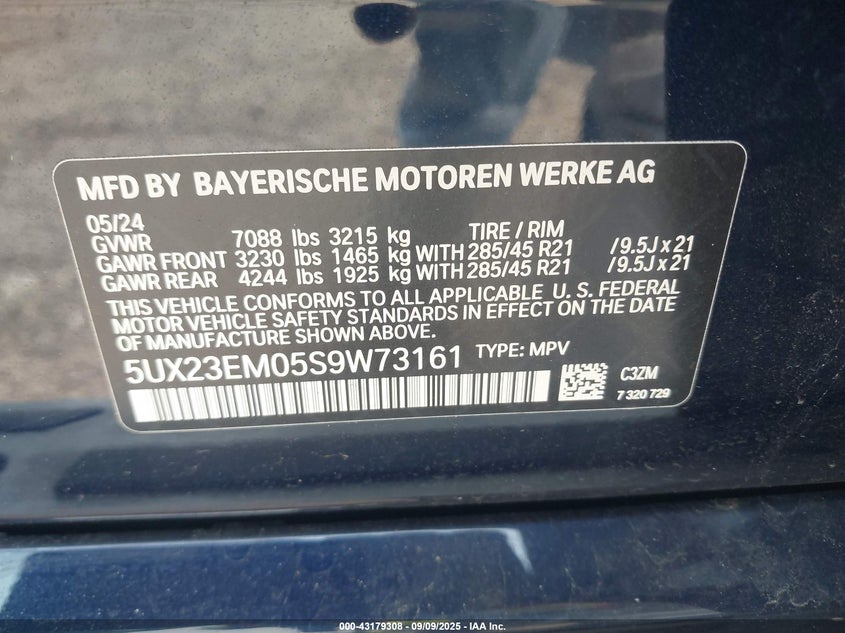 MFD BY BAYERISCHE MOTOREN WERKE AG
05/24 TIRE / RIM
GVWR 7088 lbs 3215 kg
GAWR FRONT 3230 lbs 1465 kg WITH 285/45 R21 /9.5J x 21
GAWR REAR 4244 lbs 1925 kg WITH 285/45 R21 /9.5J x 21
THIS VEHICLE CONFORMS TO ALL APPLICABLE U. S. FEDERAL
MOTOR VEHICLE SAFETY STANDARDS IN EFFECT ON THE DATE
OF MANUFACTURE SHOWN ABOVE.
5UX23EM05S9W73161 TYPE: MPV
C3ZM
7 320 729
000-43179308 - 09/09/2025 - IAA Inc.